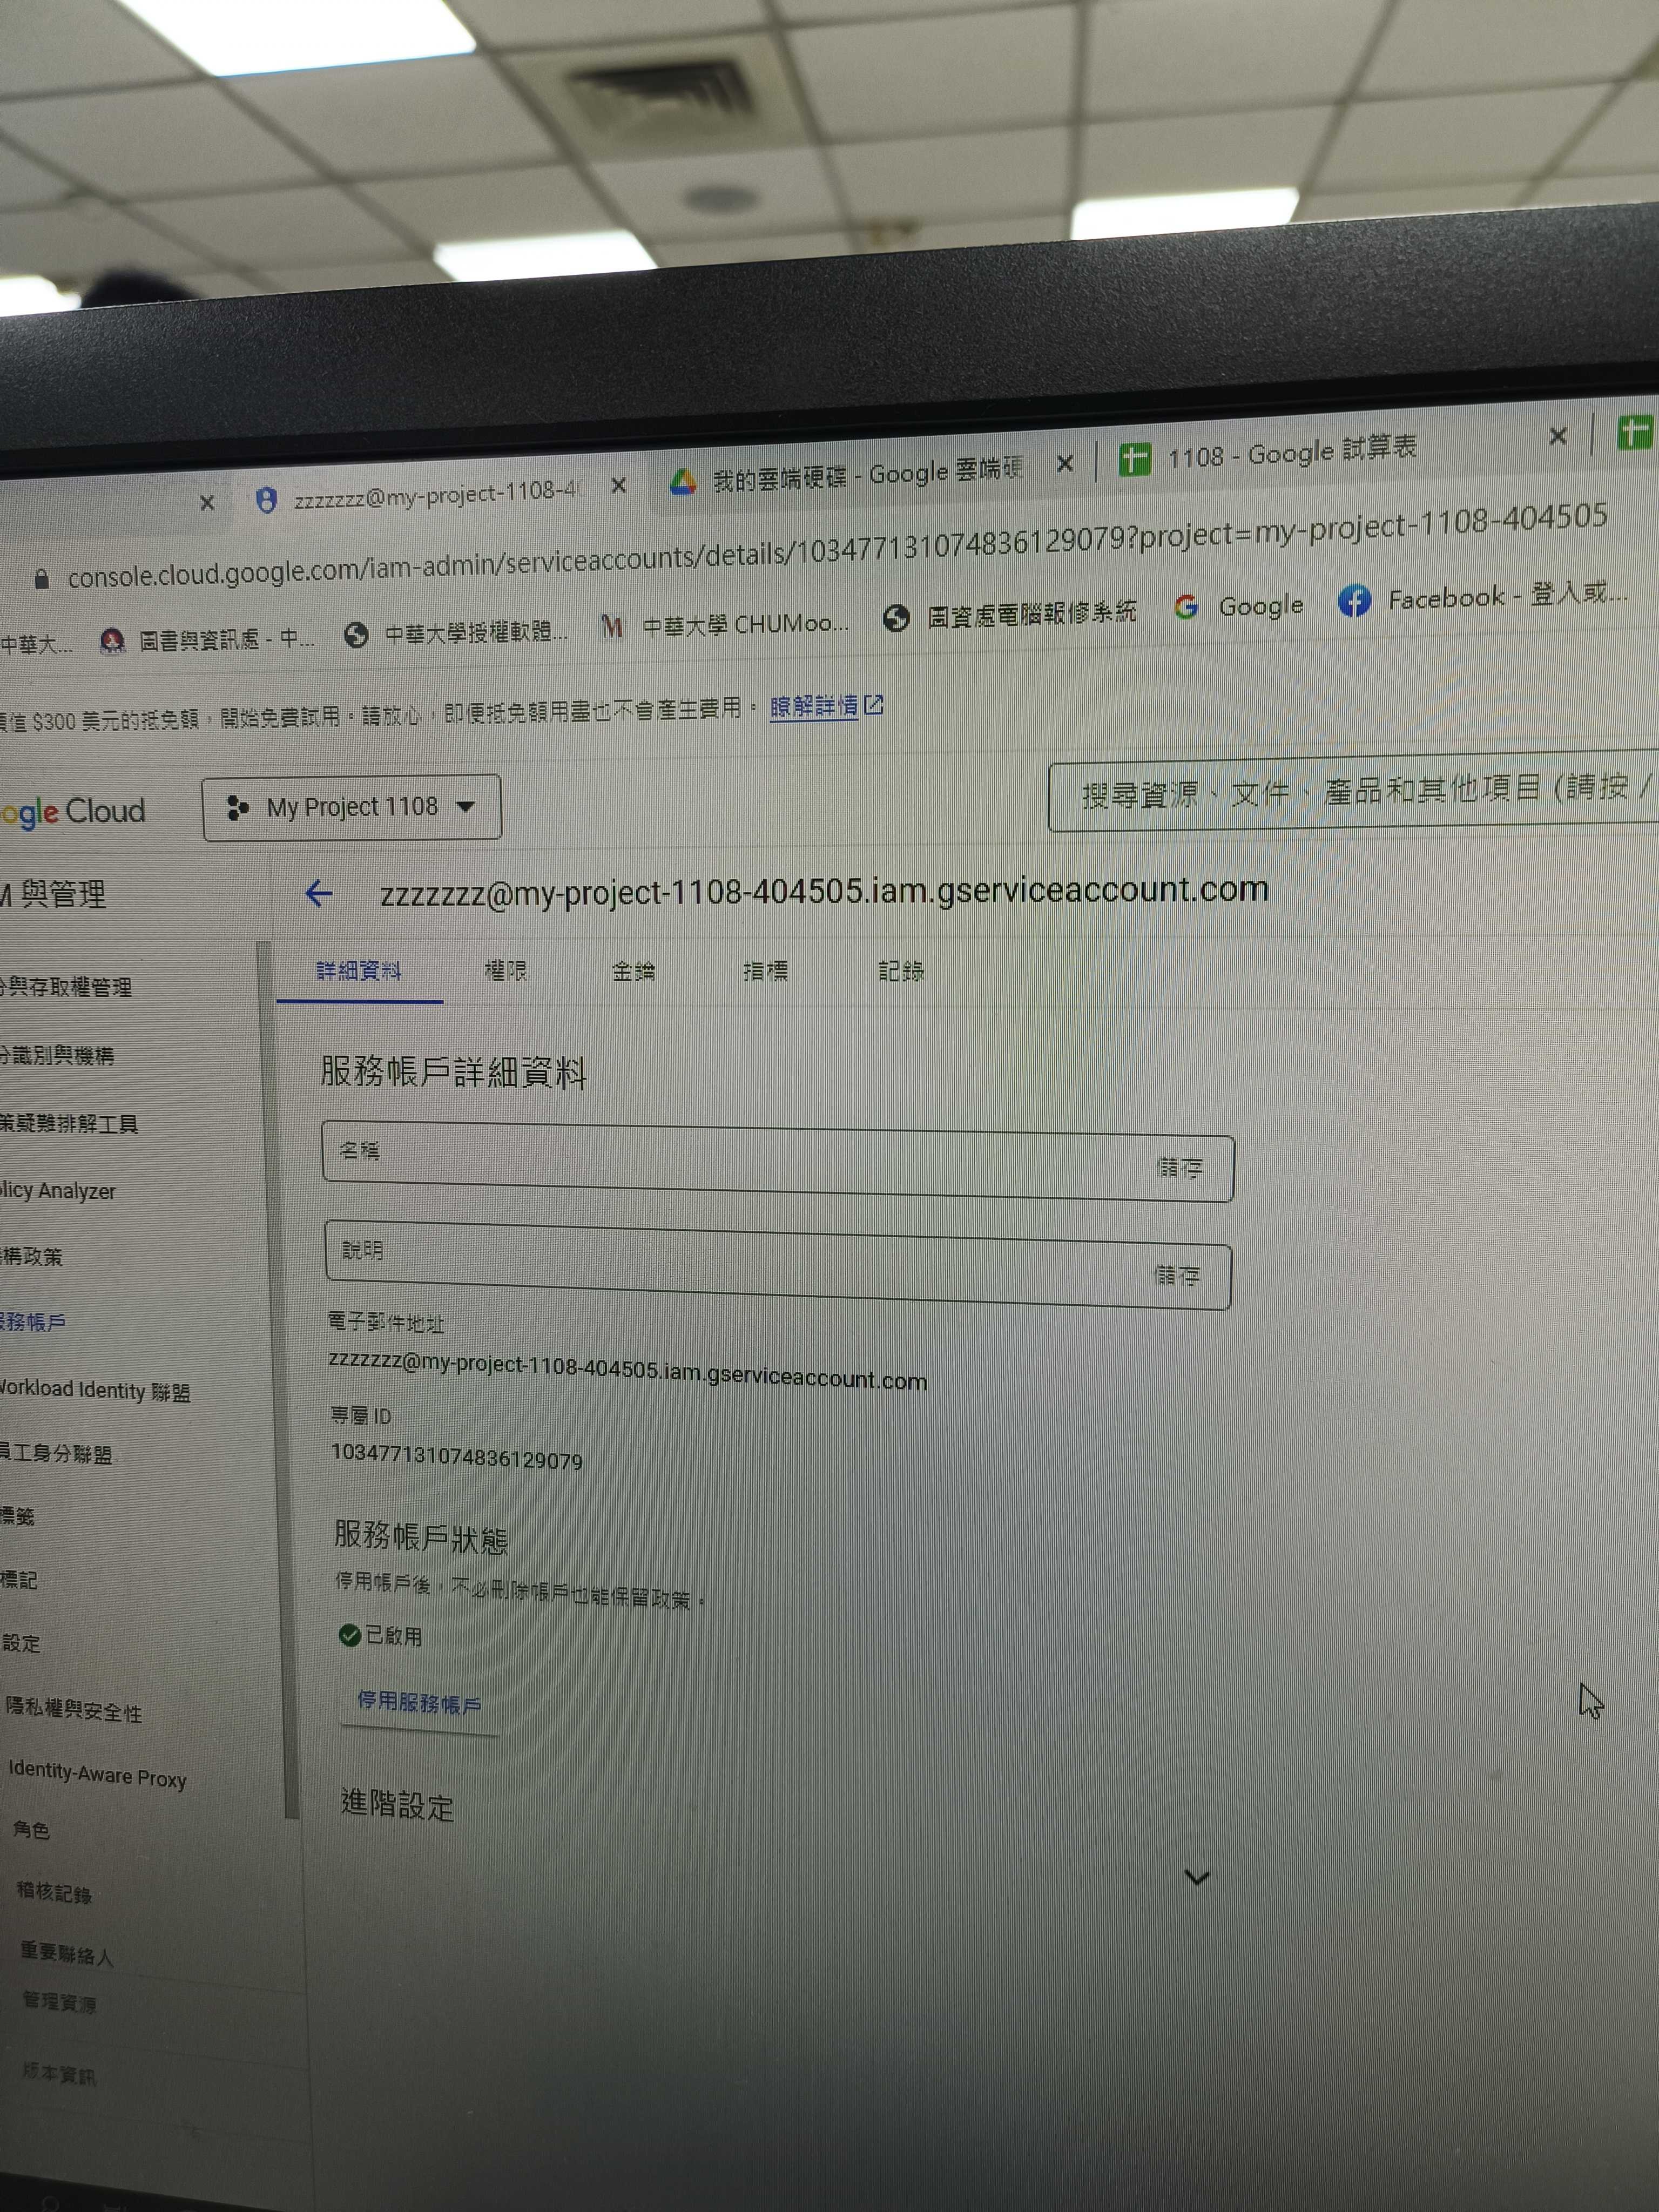 zzzzzzz@my-project-1108-4
我的雲端硬碟 - Google 雲端硬
1108 - Google 試算表
console.cloud.google.com/iam-admin/serviceaccounts/details/103477131074836129079?project=my-project-1108-404505
中華大...
圖書與資訊處 - 中...
中華大學授權軟體...
中華大學 CHUMoo...
圖資處電腦報修系統
Google
Facebook - 登入或...
值 $300 美元的抵免額，開始免費試用。請放心，即便抵免額用盡也不會產生費用。 瞭解詳情
ogle Cloud
My Project 1108
搜尋資源、文件、產品和其他項目 (請按 /
M 與管理
zzzzzzz@my-project-1108-404505.iam.gserviceaccount.com
詳細資料
權限
金鑰
指標
記錄
分與存取權管理
分識別與機構
策疑難排解工具
licy Analyzer
構政策
服務帳戶
Workload Identity 聯盟
員工身分聯盟
標籤
標記
設定
隱私權與安全性
Identity-Aware Proxy
角色
稽核記錄
重要聯絡人
管理資源
版本資訊
服務帳戶詳細資料
名稱
儲存
說明
儲存
電子郵件地址
zzzzzzz@my-project-1108-404505.iam.gserviceaccount.com
專屬 ID
103477131074836129079
服務帳戶狀態
停用帳戶後，不必刪除帳戶也能保留政策。
已啟用
停用服務帳戶
進階設定